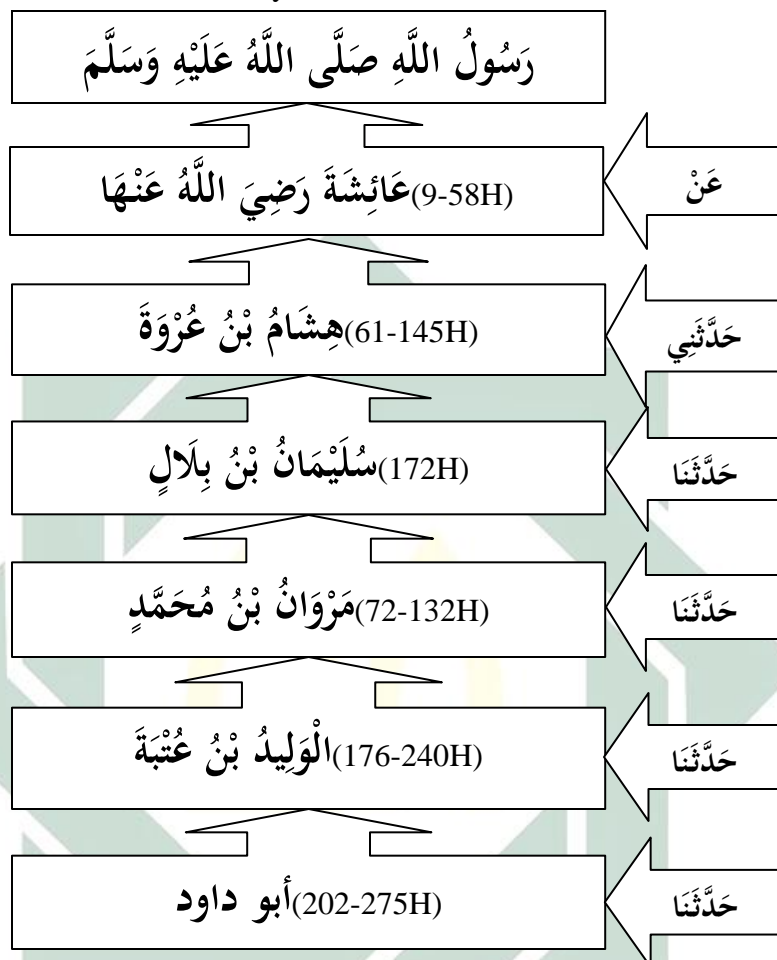 رَسُولُ اللَّهِ صَلَّى اللَّهُ عَلَيْهِ وَسَلَّمَ
عَائِشَةَ رَضِيَ اللَّهُ عَنْهَا(9-58H)
عَنْ
هِشَامُ بْنُ عُرْوَةَ(61-145H)
حَدَّثَنِي
سُلَيْمَانُ بْنُ بِلَالٍ(172H)
حَدَّثَنَا
مَرْوَانُ بْنُ مُحَمَّدٍ(72-132H)
حَدَّثَنَا
الْوَلِيدُ بْنُ عُتْبَةَ(176-240H)
حَدَّثَنَا
أبو داود(202-275H)
حَدَّثَنَا